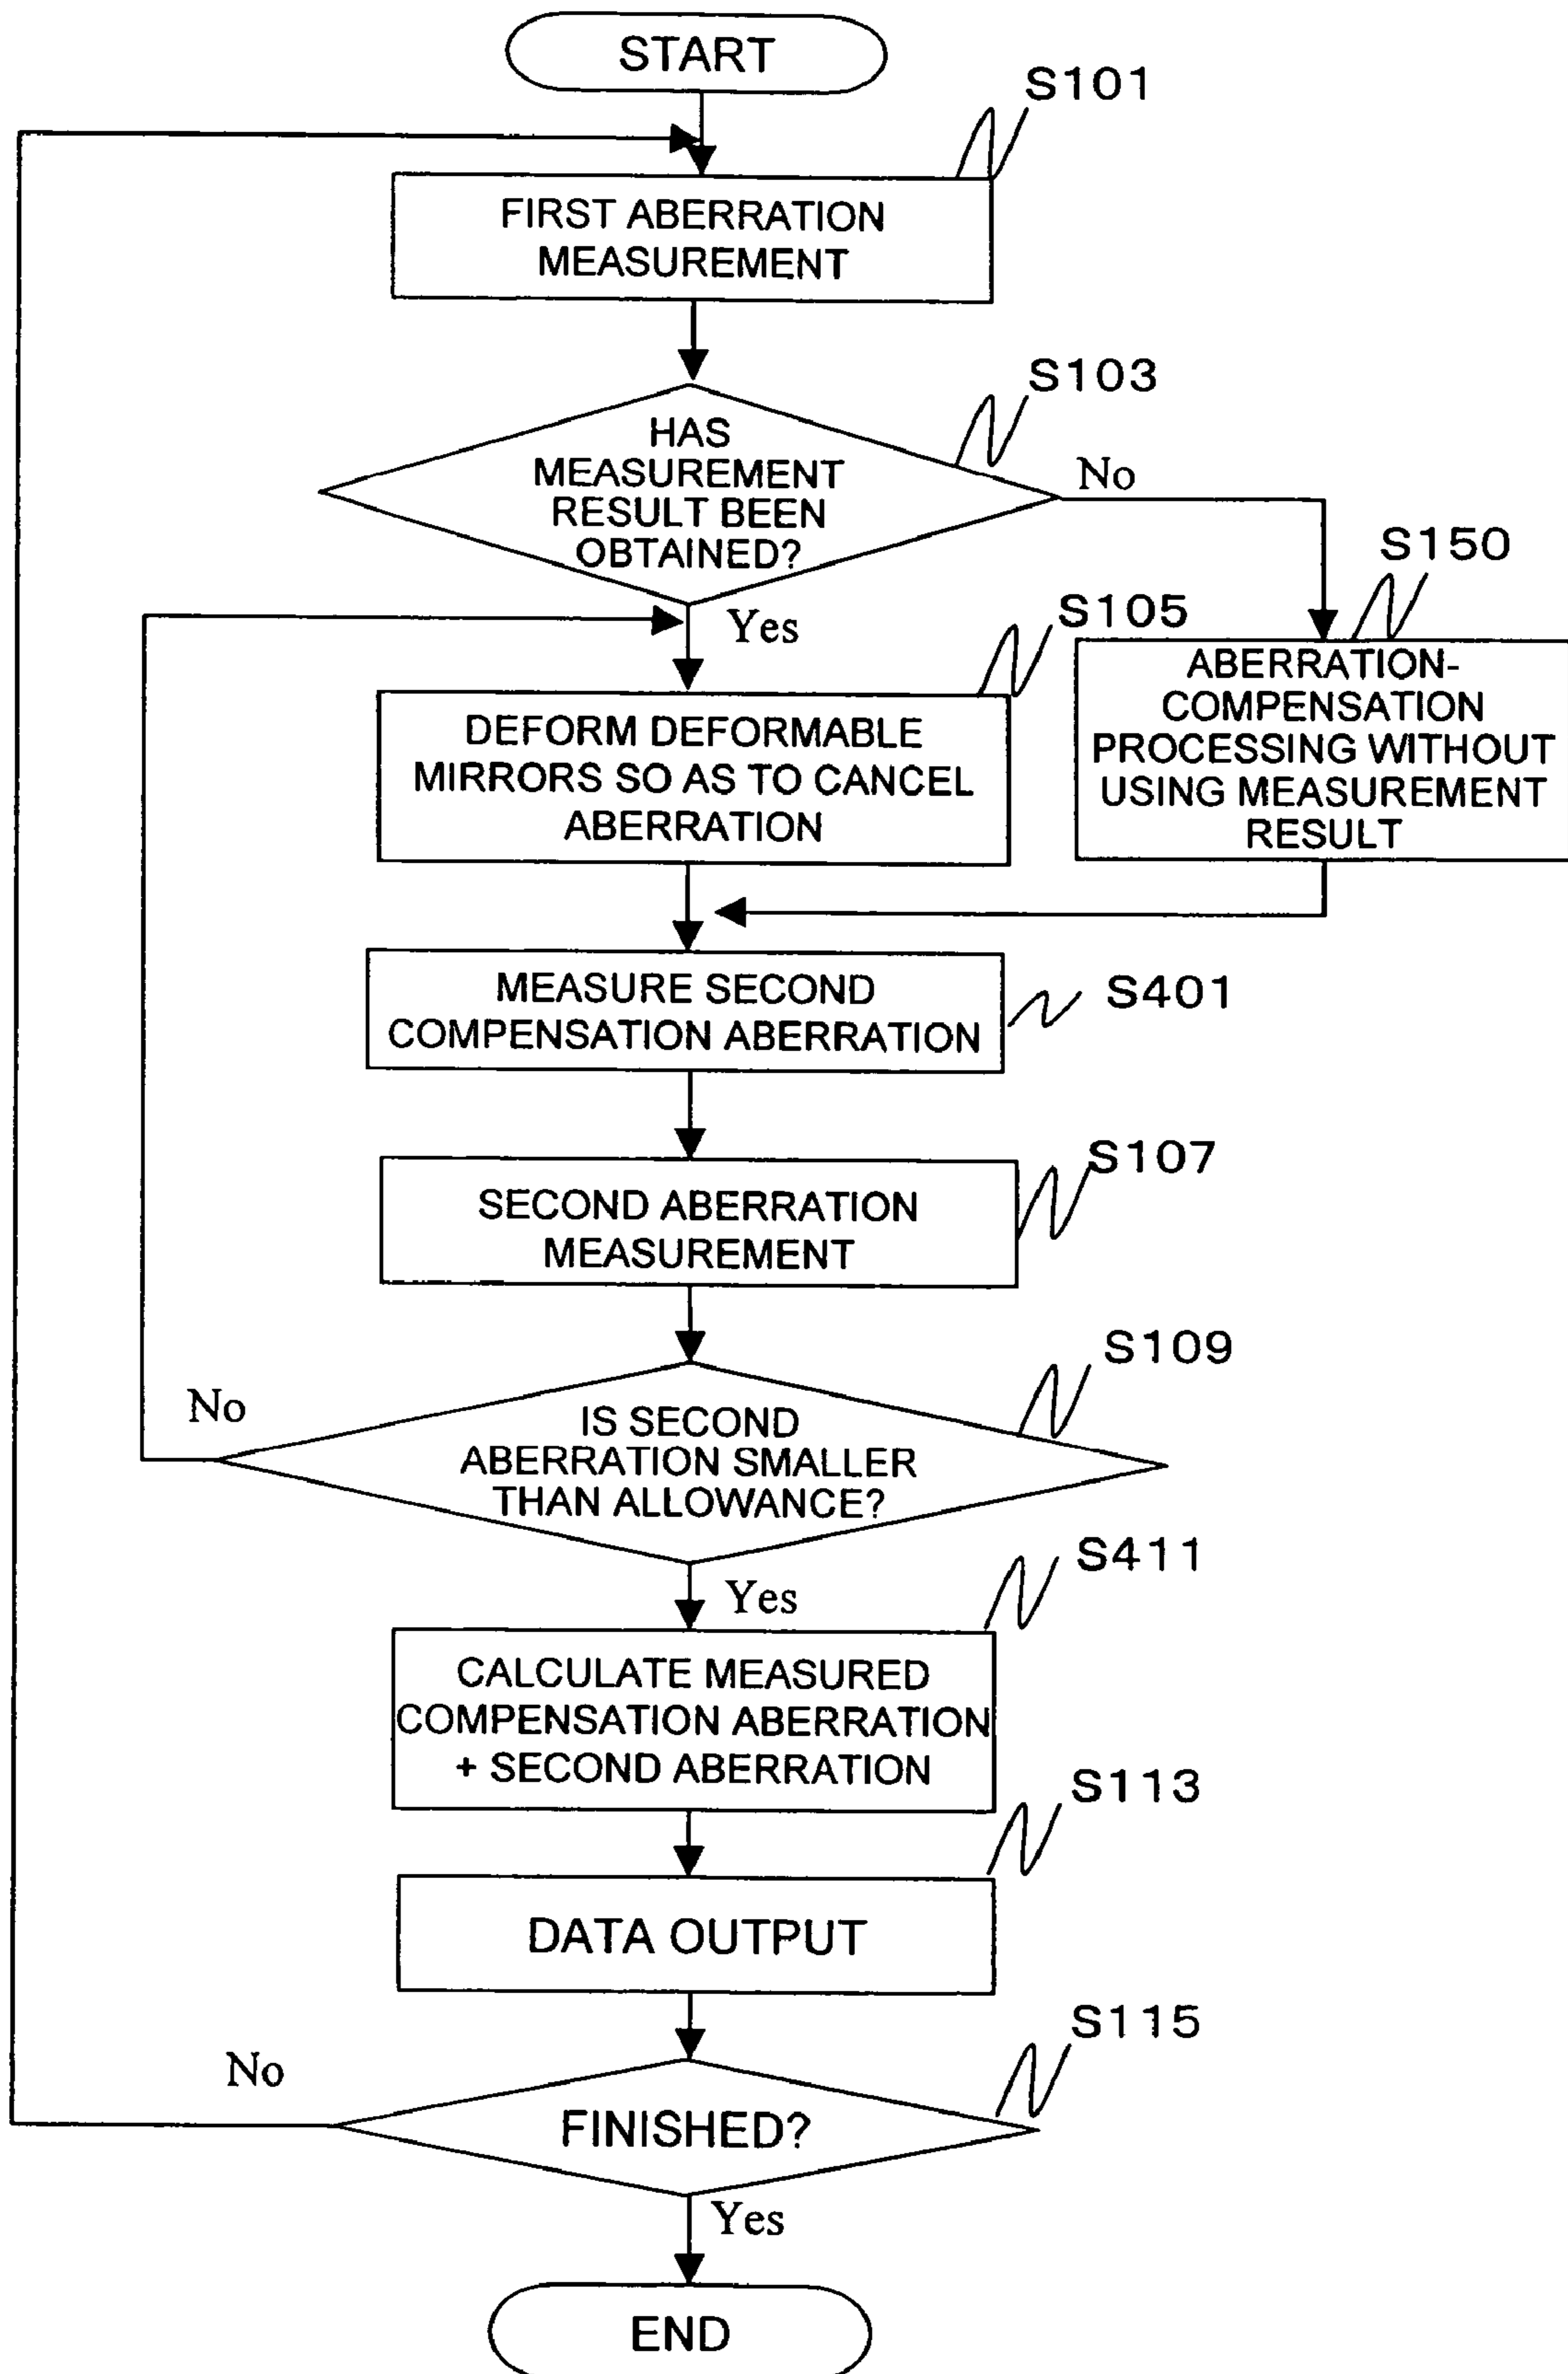 START
S101
FIRST ABERRATION
MEASUREMENT
S103
HAS
MEASUREMENT
RESULT BEEN
OBTAINED?
No
S150
Yes
S105
ABERRATION-
COMPENSATION
PROCESSING WITHOUT
USING MEASUREMENT
RESULT
DEFORM DEFORMABLE
MIRRORS SO AS TO CANCEL
ABERRATION
MEASURE SECOND
COMPENSATION ABERRATION
S401
S107
SECOND ABERRATION
MEASUREMENT
S109
No
IS SECOND
ABERRATION SMALLER
THAN ALLOWANCE?
S411
Yes
CALCULATE MEASURED
COMPENSATION ABERRATION
+ SECOND ABERRATION
S113
DATA OUTPUT
S115
No
FINISHED?
Yes
END